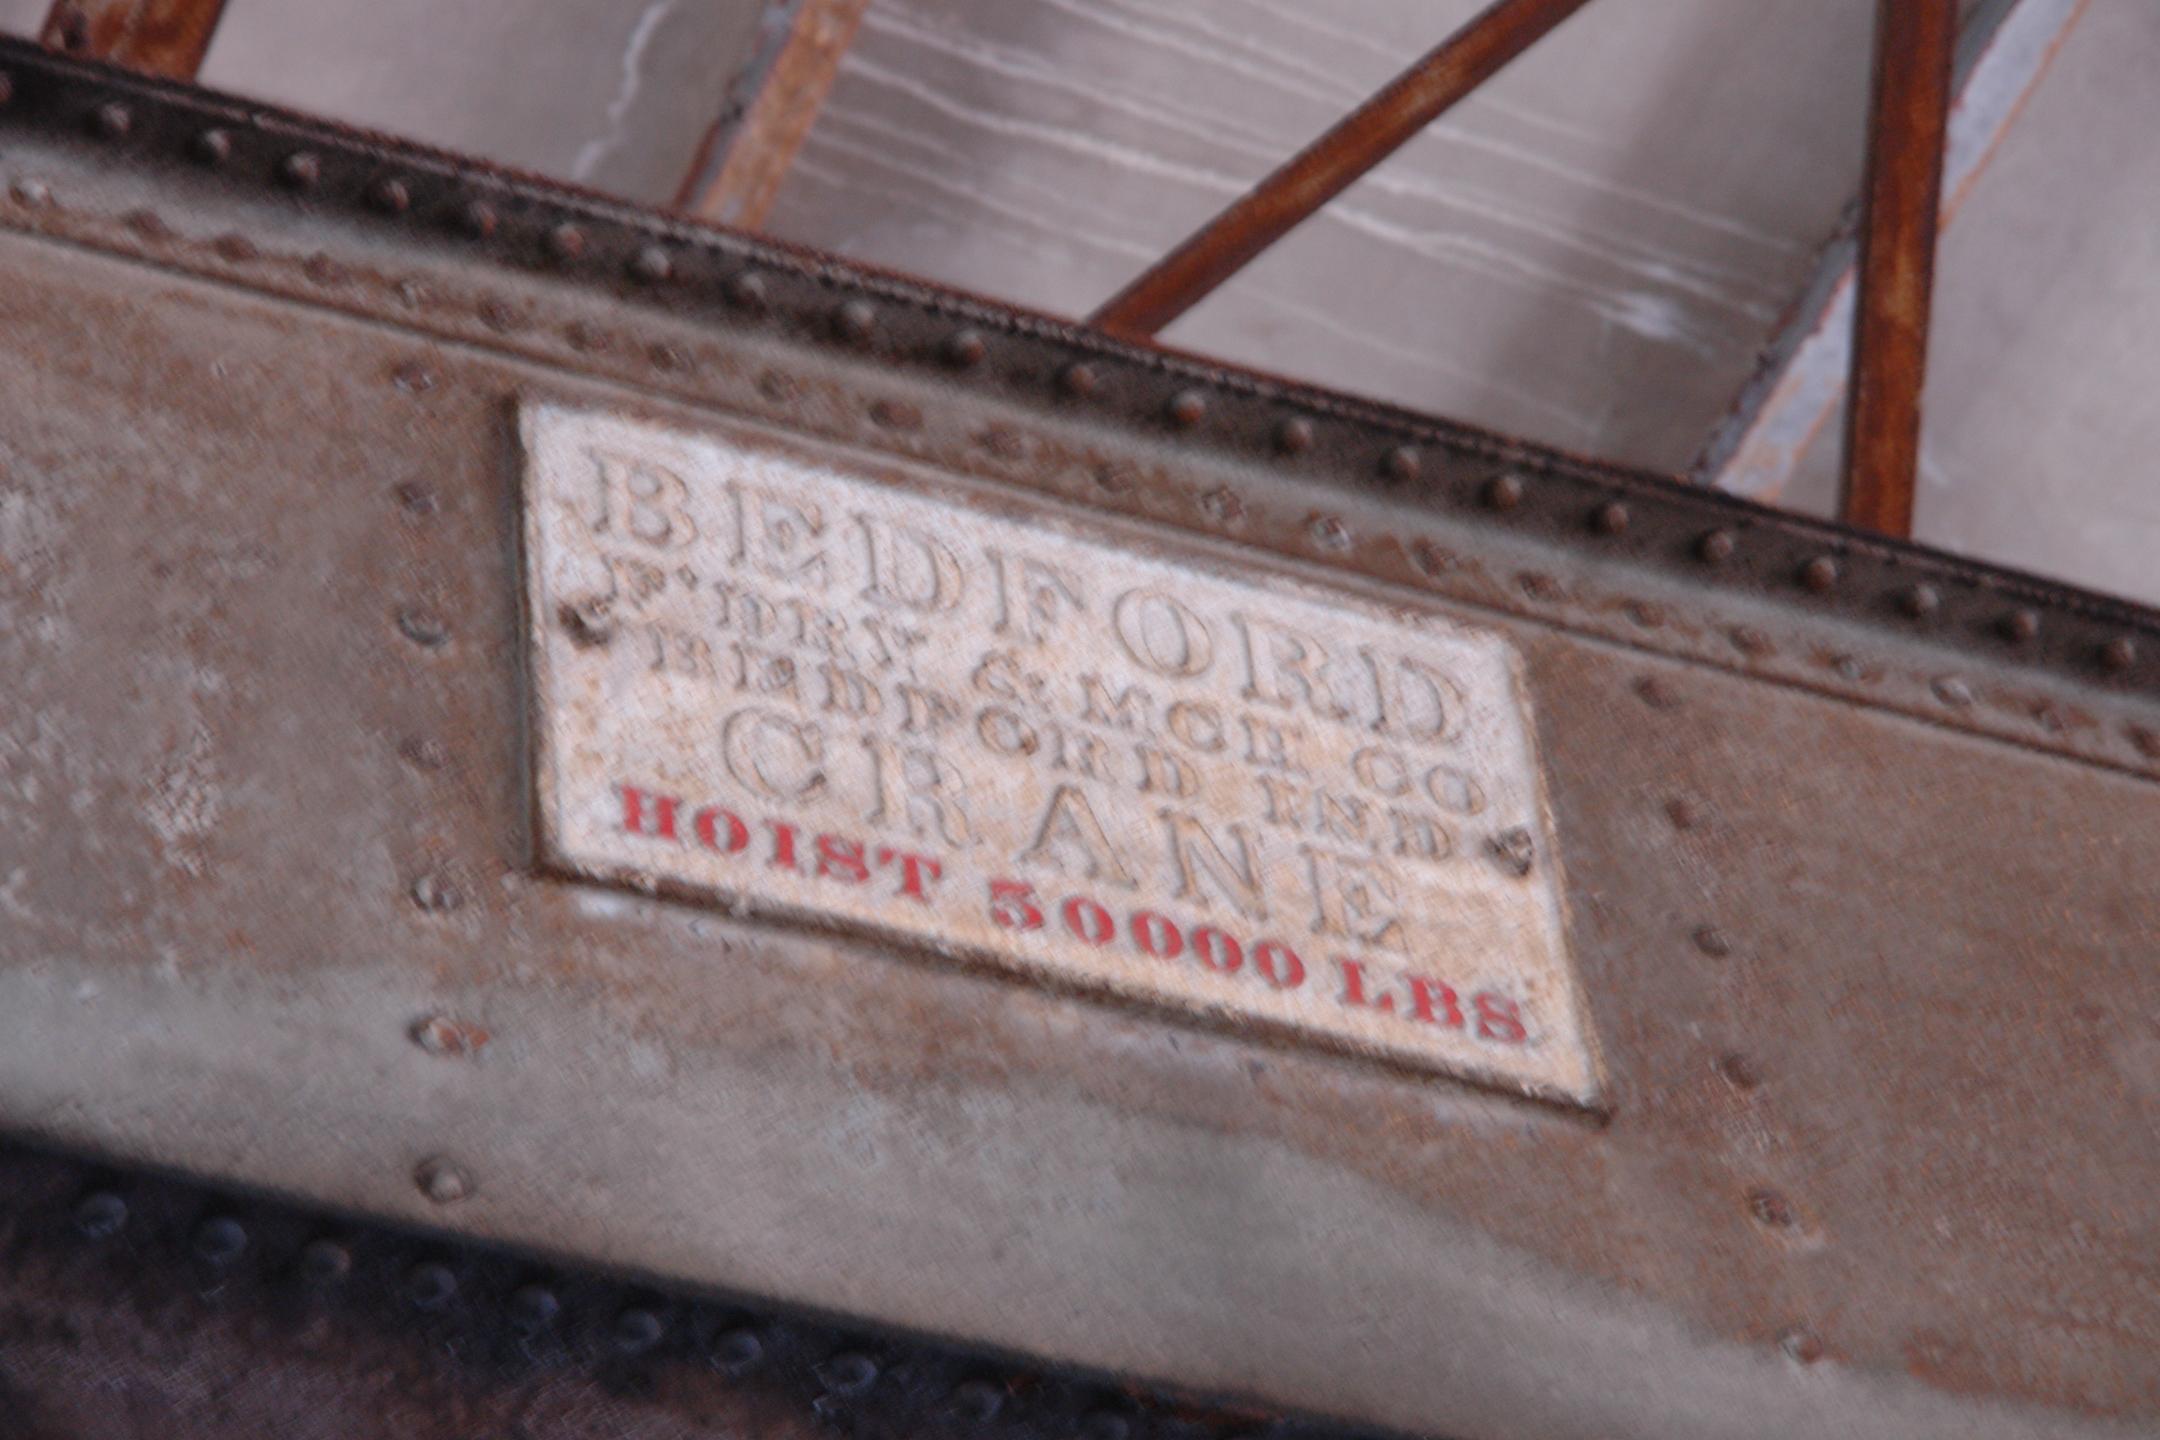 BEDFORD
F'DRY & MCH CO
BEDFORD IND
CRANE
HOIST 50000 LBS